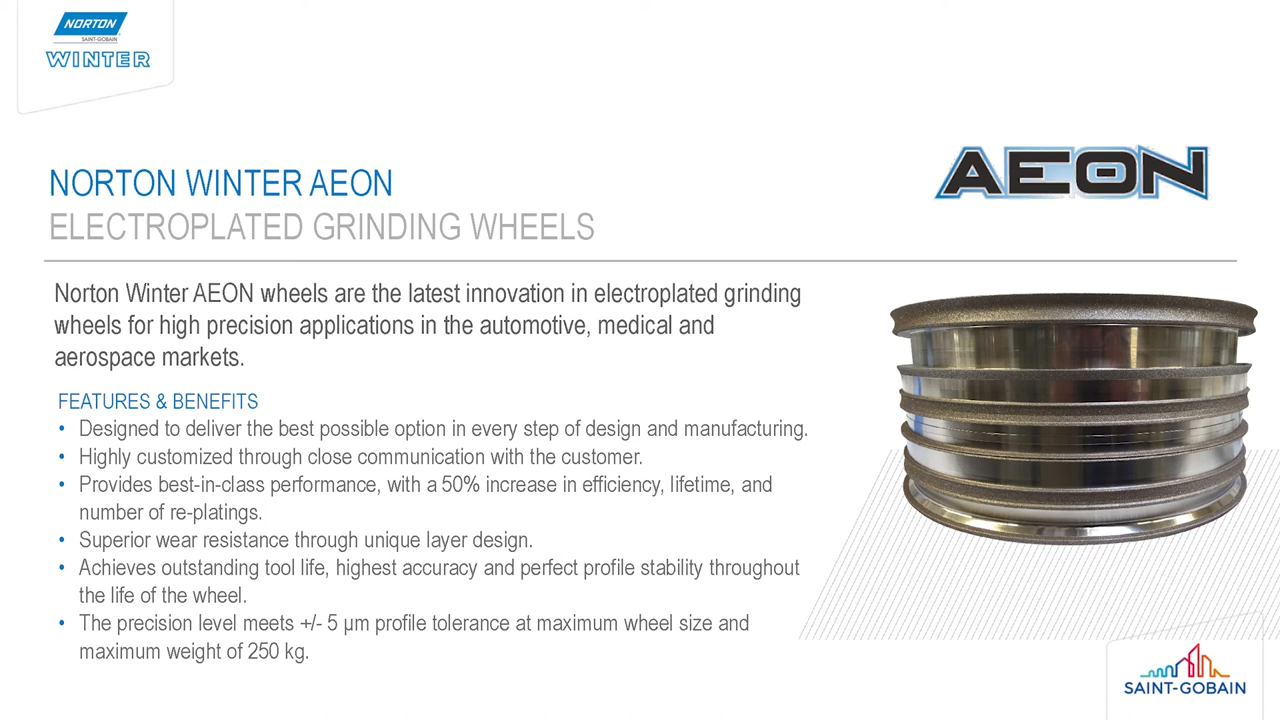 NORTON
SAINT-GOBAIN
WINTER
AEON
NORTON WINTER AEON
ELECTROPLATED GRINDING WHEELS
Norton Winter AEON wheels are the latest innovation in electroplated grinding
wheels for high precision applications in the automotive, medical and
aerospace markets.
FEATURES & BENEFITS
• Designed to deliver the best possible option in every step of design and manufacturing.
• Highly customized through close communication with the customer.
• Provides best-in-class performance, with a 50% increase in efficiency, lifetime, and
number of re-platings.
• Superior wear resistance through unique layer design.
• Achieves outstanding tool life, highest accuracy and perfect profile stability throughout
the life of the wheel.
• The precision level meets +/- 5 µm profile tolerance at maximum wheel size and
maximum weight of 250 kg.
SAINT-GOBAIN